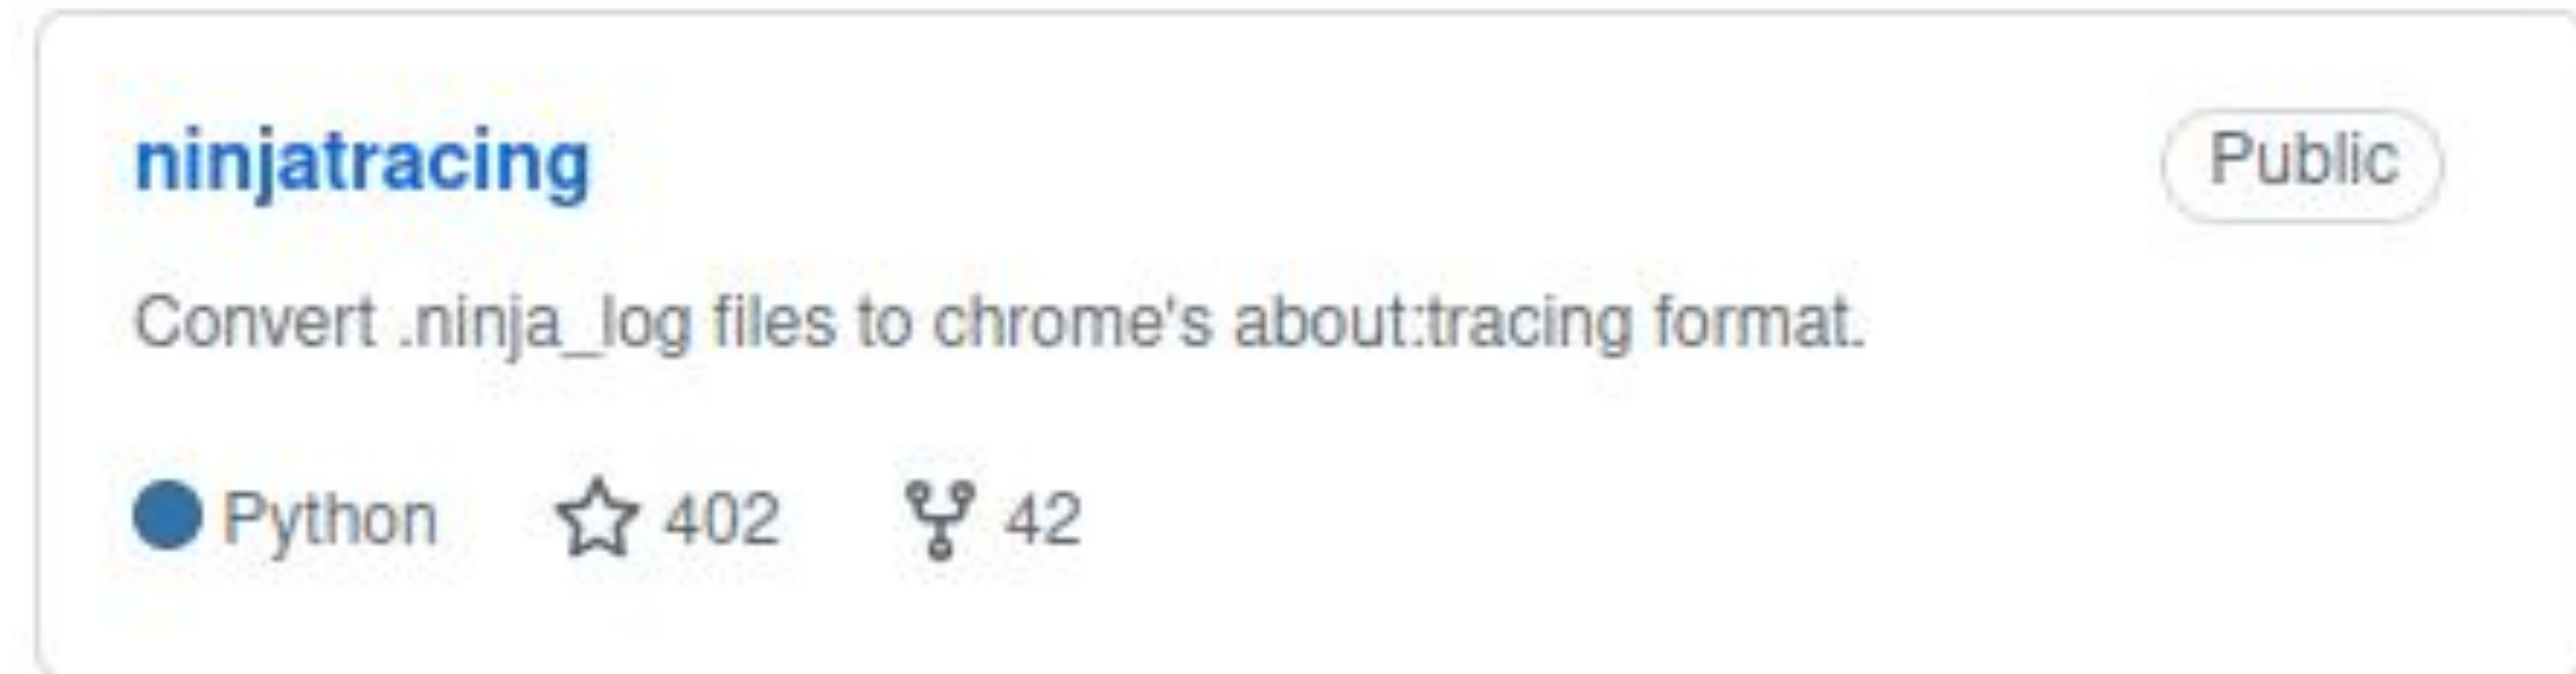 ninjatracing Public
Convert .ninja_log files to chrome's about:tracing format.
Python 402 42